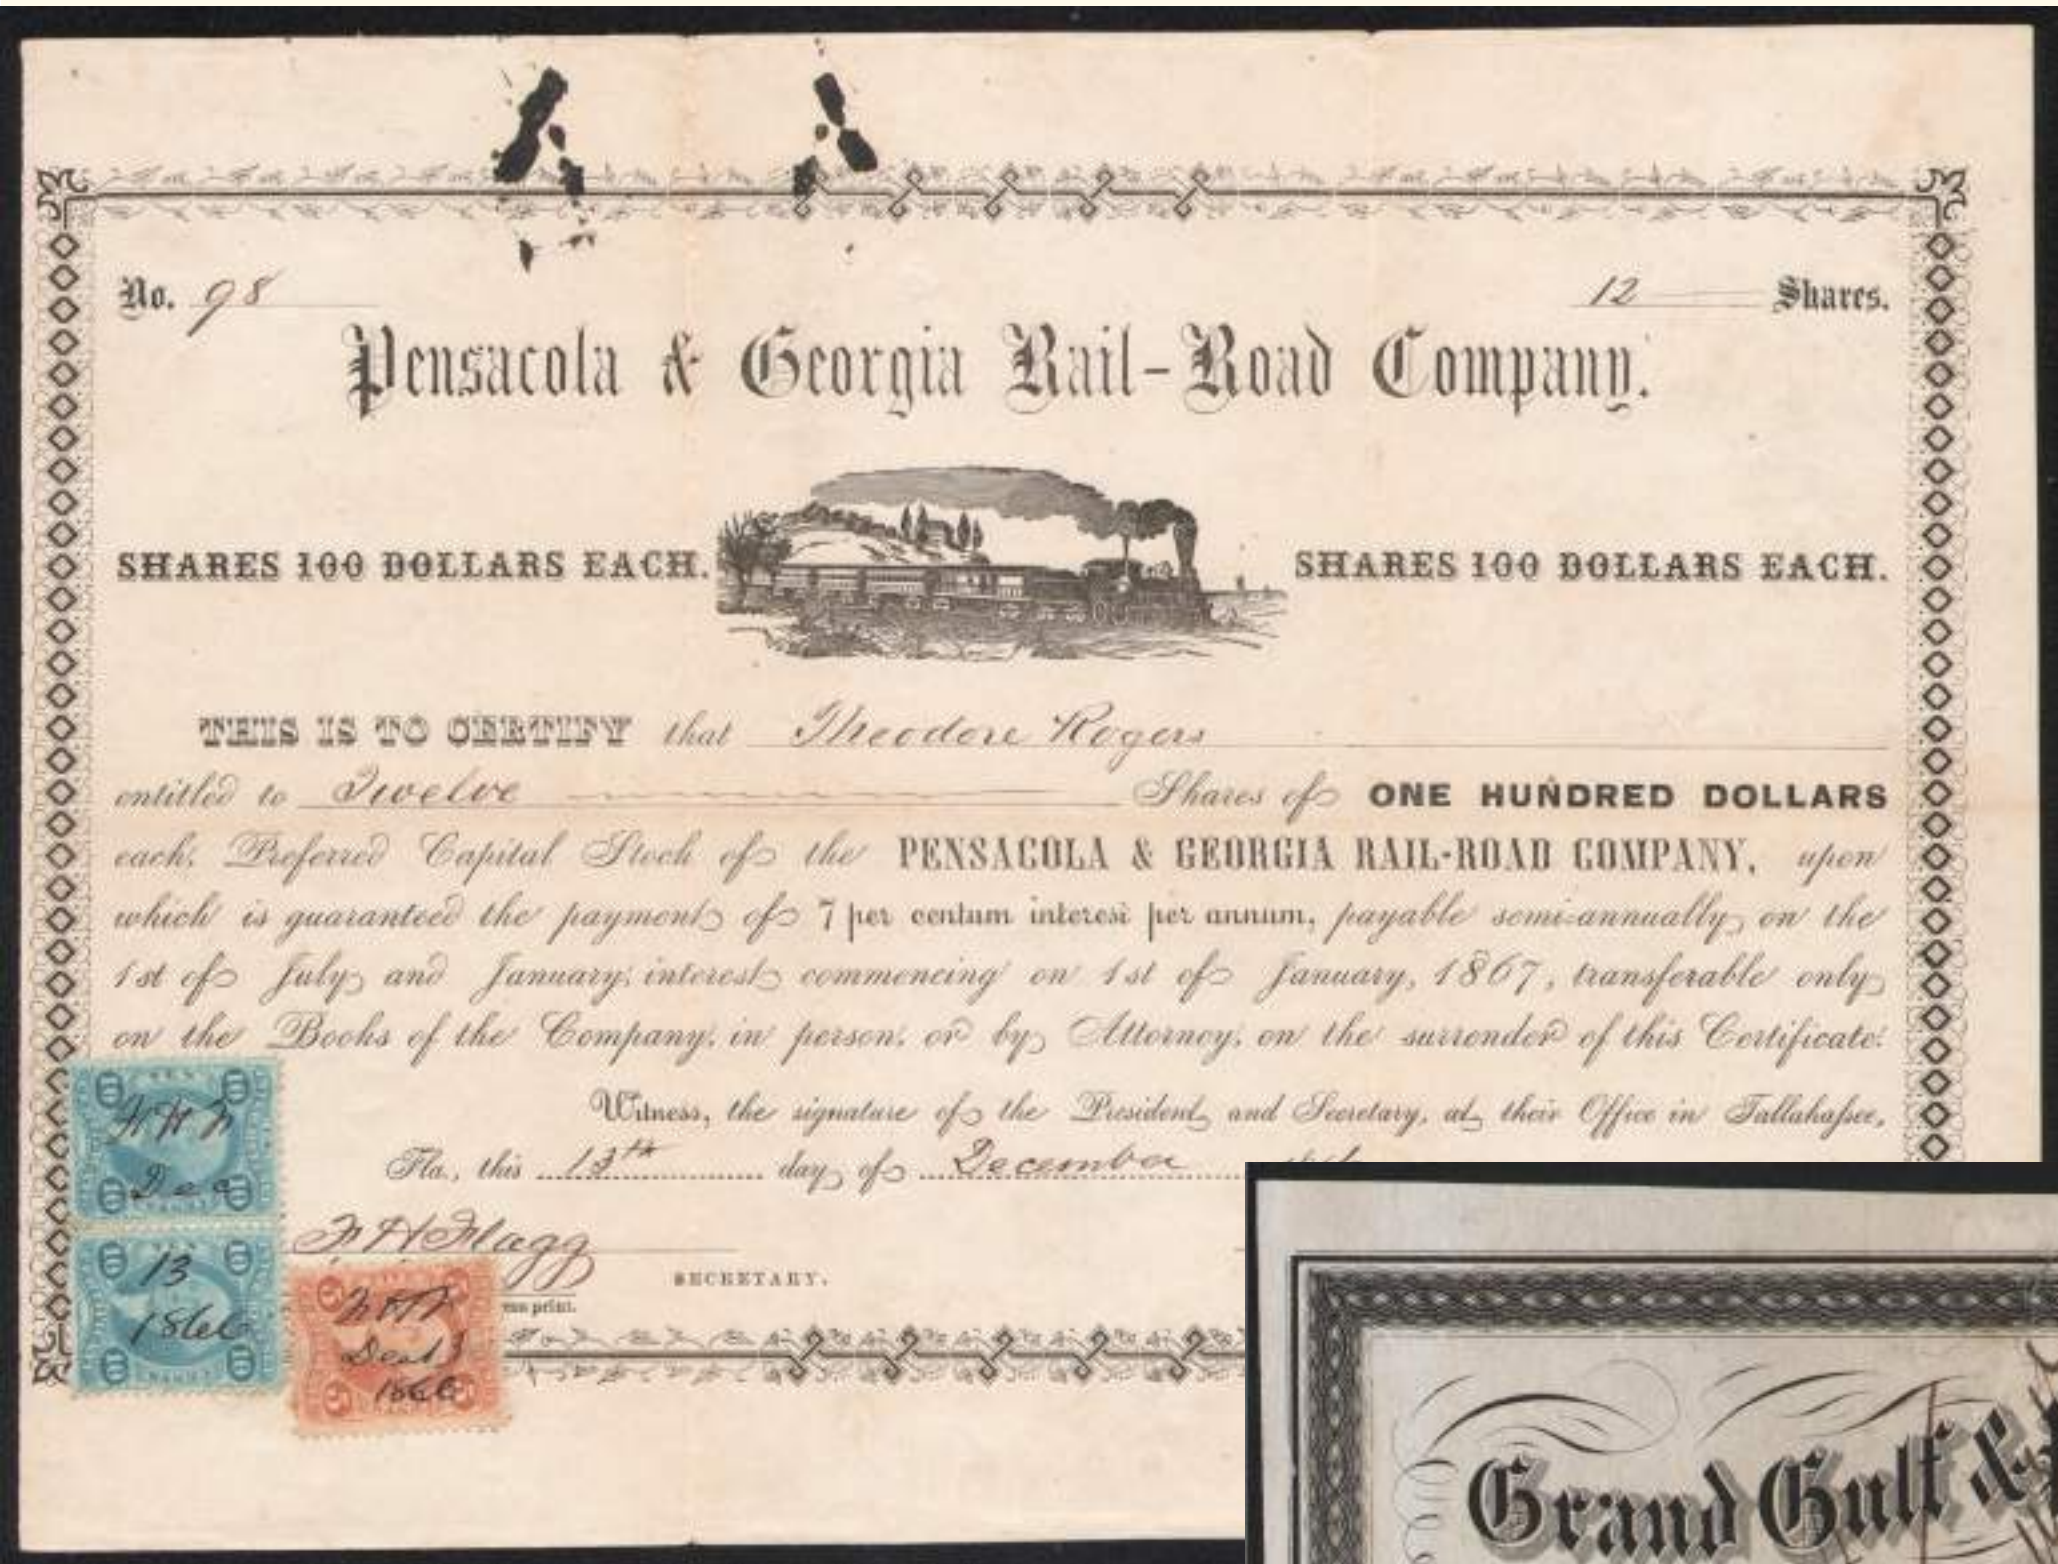 No. 98
12 Shares.
Pensacola & Georgia Rail-Road Company.
SHARES 100 DOLLARS EACH.
SHARES 100 DOLLARS EACH.
THIS IS TO CERTIFY that Theodore Rogers
entitled to Twelve Shares of ONE HUNDRED DOLLARS
each, Preferred Capital Stock of the PENSACOLA & GEORGIA RAIL-ROAD COMPANY, upon
which is guaranteed the payment of 7 per centum interest per annum, payable semi-annually on the
1st of July and January, interest commencing on 1st of January, 1867, transferable only
on the Books of the Company, in person, or by Attorney, on the surrender of this Certificate.
Witness, the signature of the President and Secretary, at their Office in Tallahassee,
Fla., this 13th day of December
F H Flagg
SECRETARY.
print.
Dec
13
1866
1866
Grand Gulf &